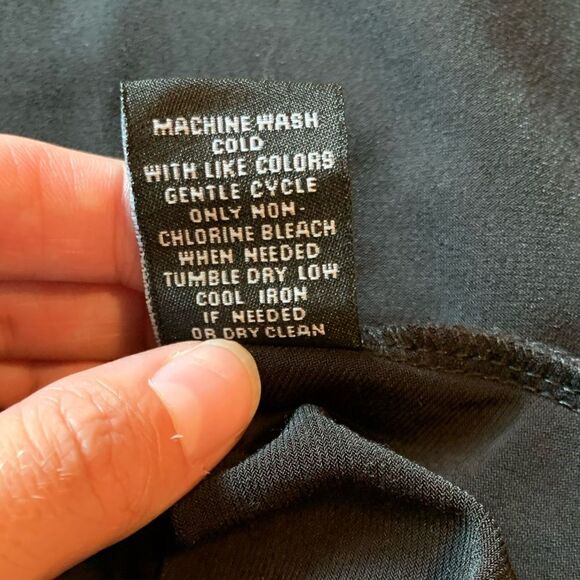 MACHINE WASH
COLD
WITH LIKE COLORS
GENTLE CYCLE
ONLY NON-
CHLORINE BLEACH
WHEN NEEDED
TUMBLE DRY LOW
COOL IRON
IF NEEDED
OR DRY CLEAN